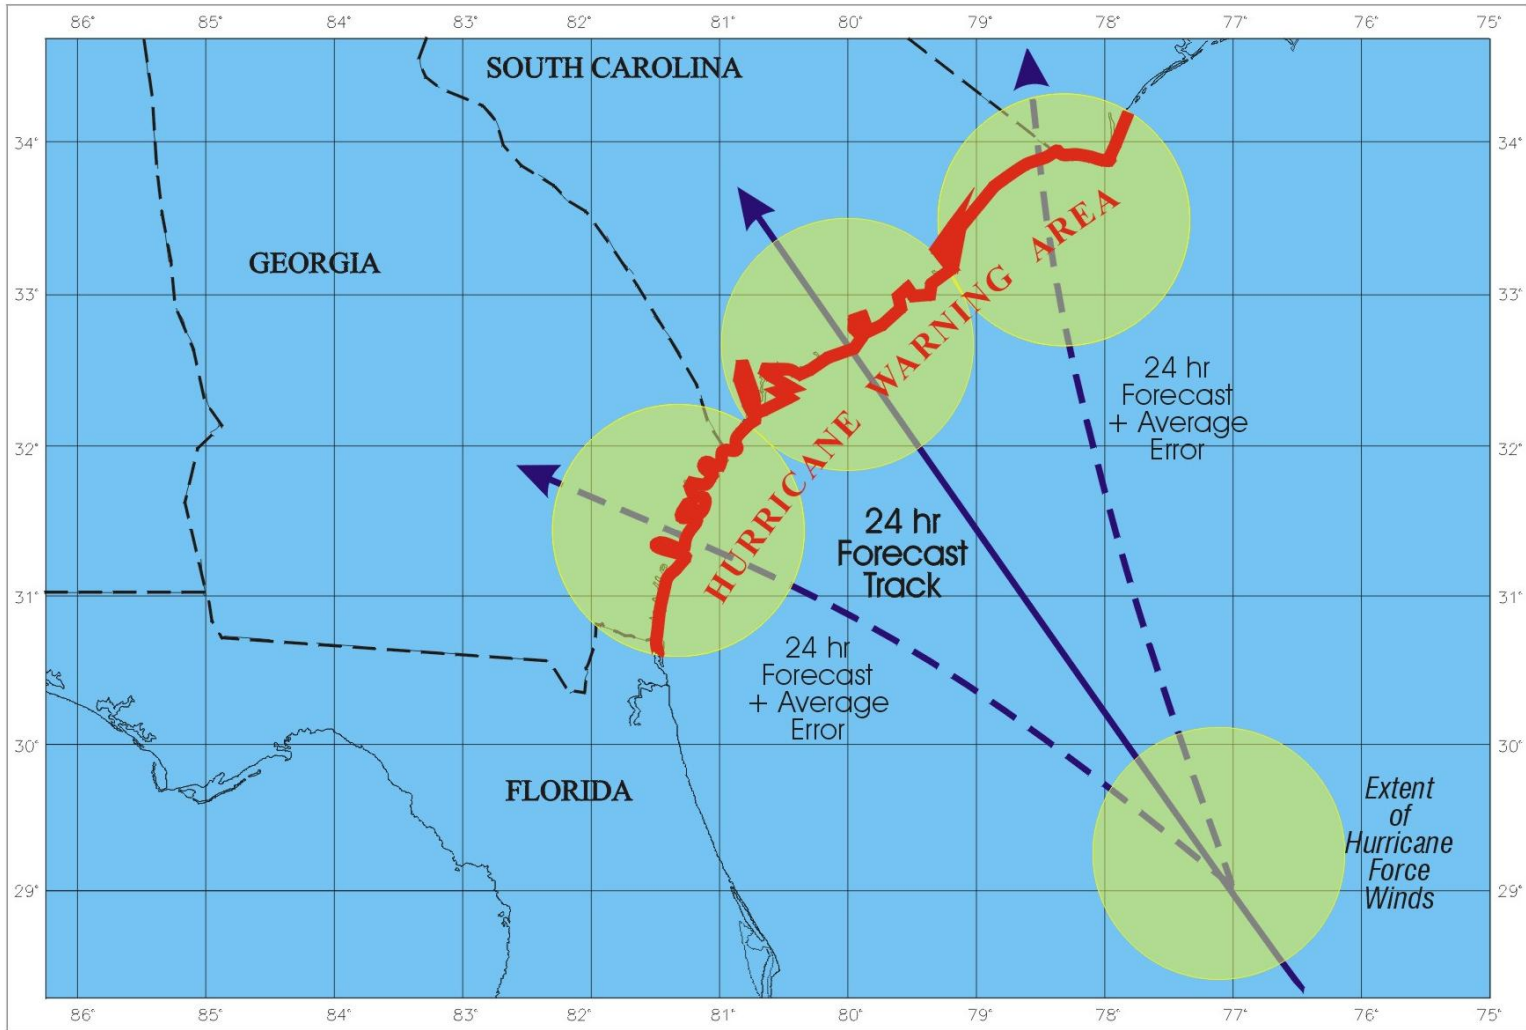 86° 85° 84° 83° 82° 81° 80° 79° 78° 77° 76° 75°
SOUTH CAROLINA
34° 34°
GEORGIA
33° 33°
HURRICANE WARNING AREA
24 hr
Forecast
+ Average
Error
32° 32°
24 hr
Forecast
Track
31° 31°
24 hr
Forecast
+ Average
Error
30° 30°
FLORIDA
Extent
of
Hurricane
Force
Winds
29° 29°
86° 85° 84° 83° 82° 81° 80° 79° 78° 77° 76° 75°